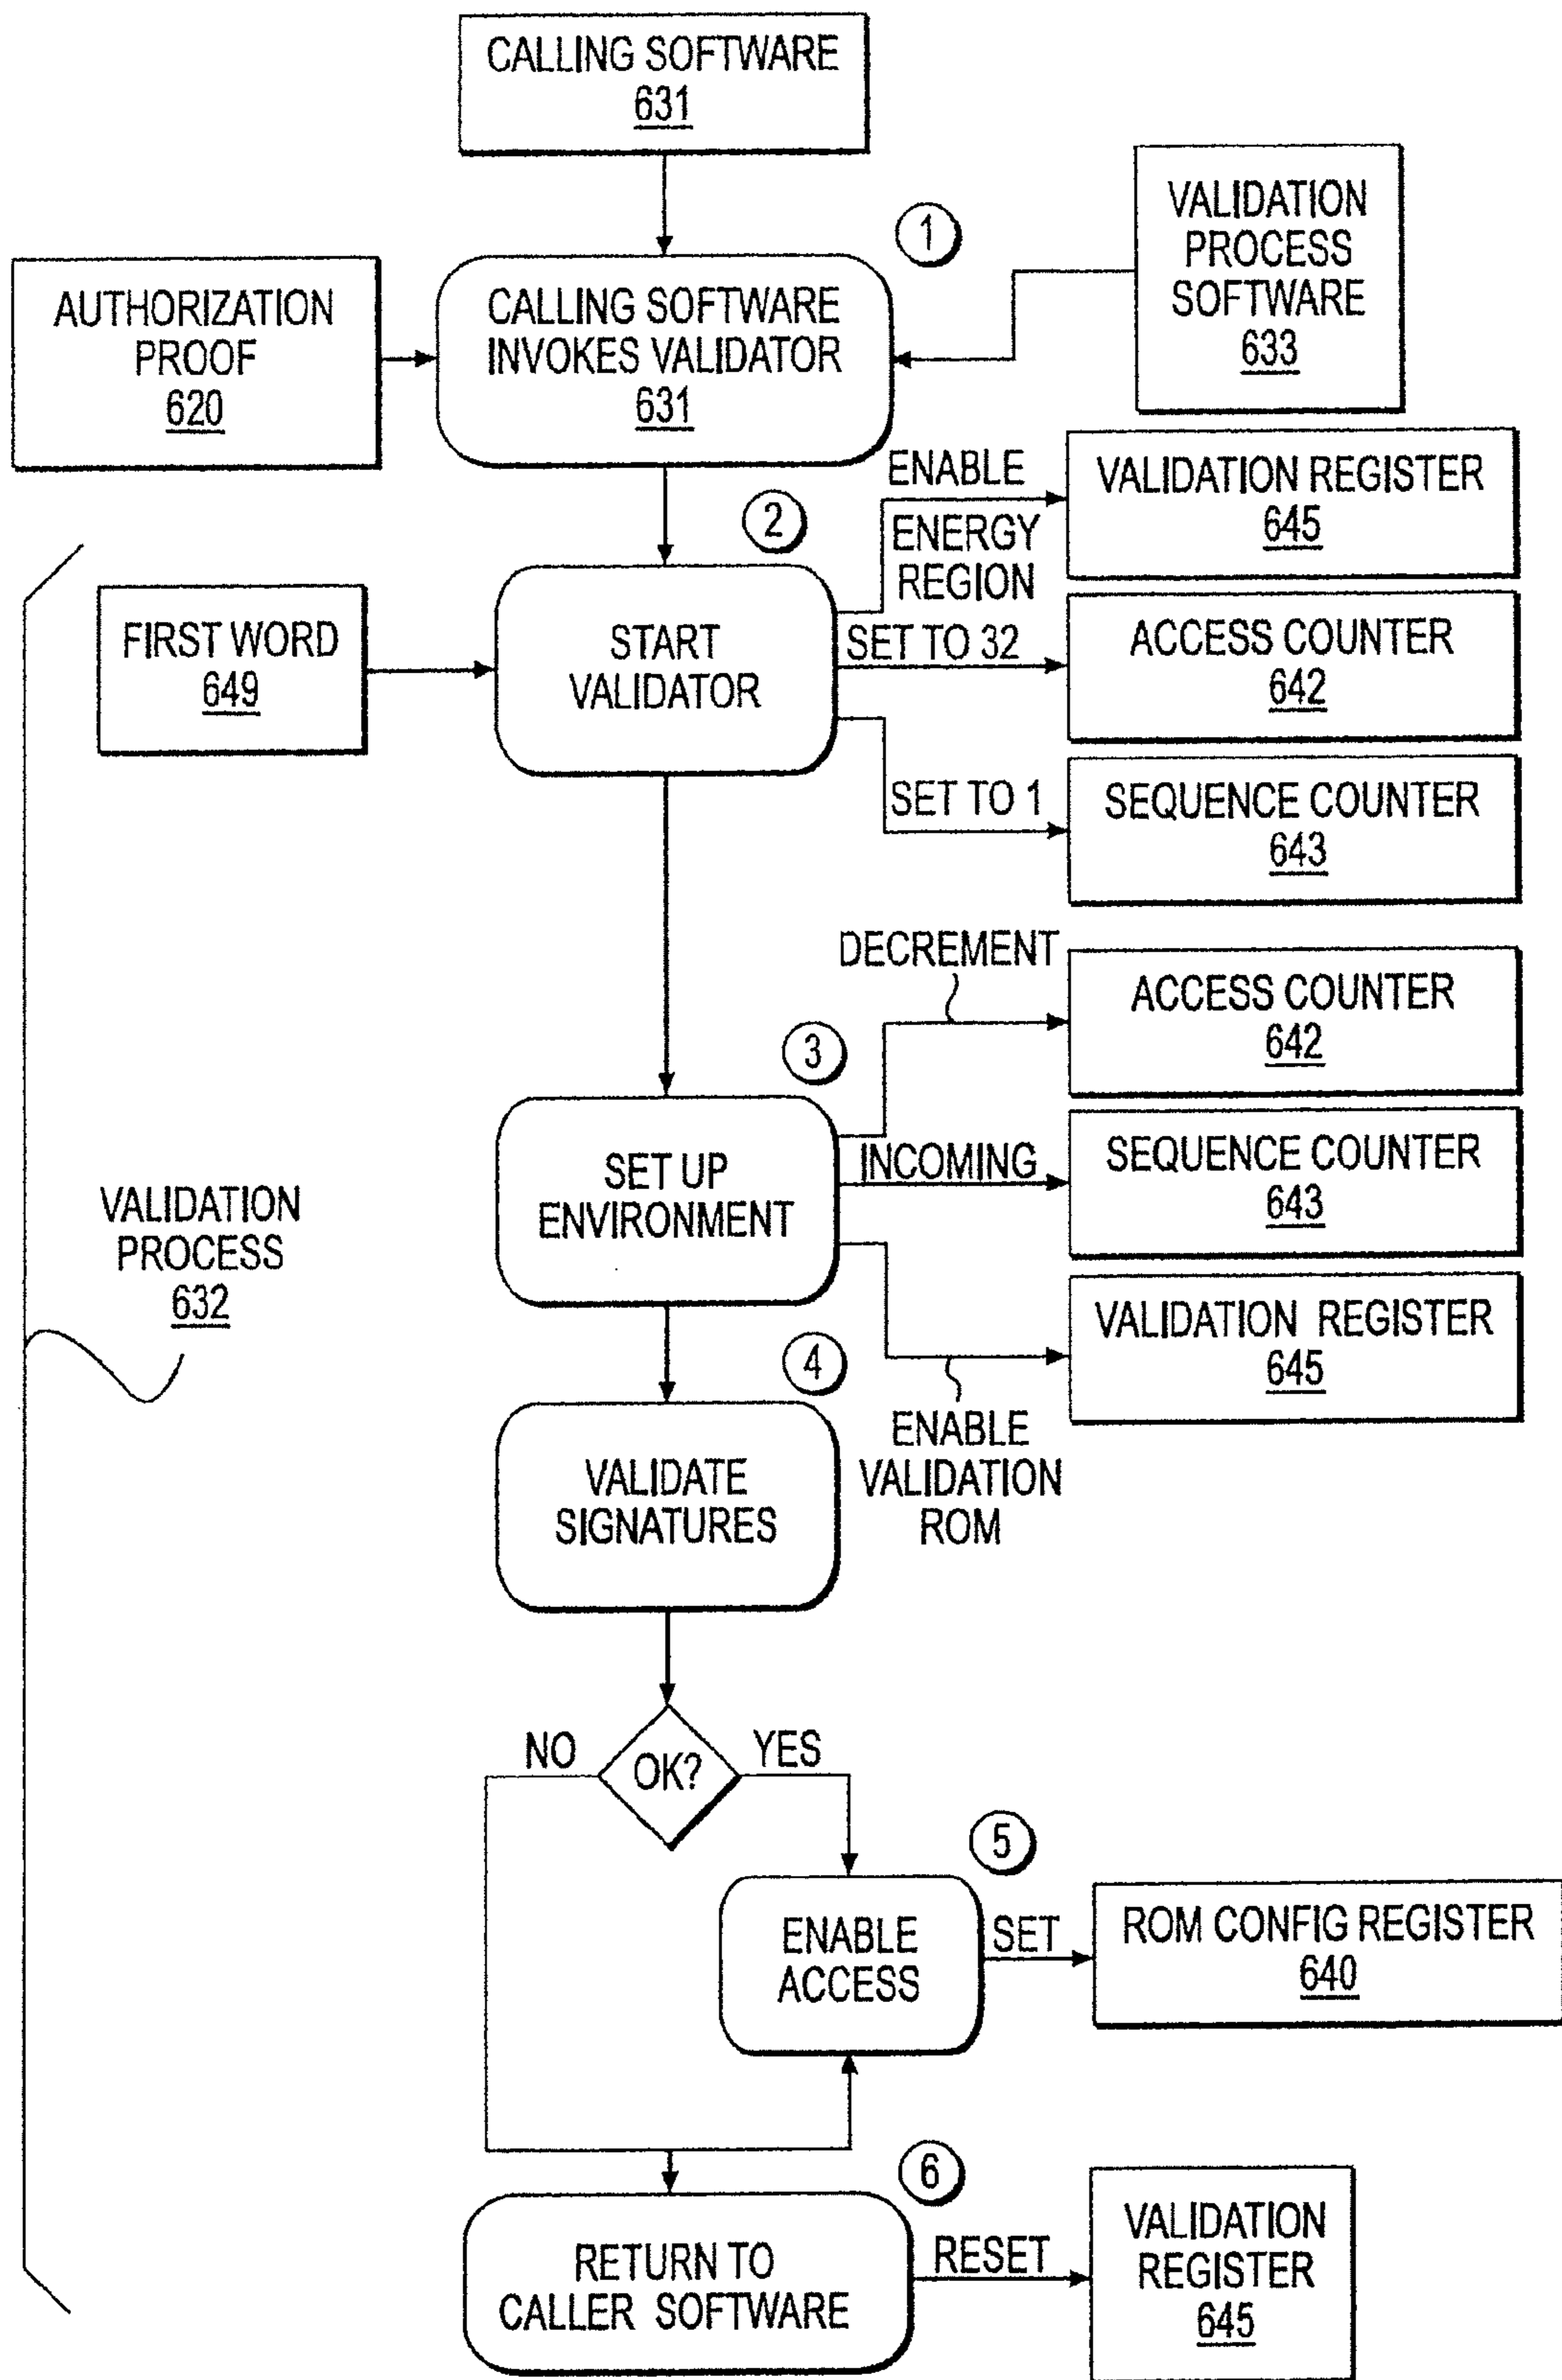 CALLING SOFTWARE
631
1
VALIDATION
PROCESS
SOFTWARE
633
AUTHORIZATION
PROOF
620
CALLING SOFTWARE
INVOKES VALIDATOR
631
2
ENABLE
ENERGY
REGION
VALIDATION REGISTER
645
FIRST WORD
649
START
VALIDATOR
SET TO 32
ACCESS COUNTER
642
SET TO 1
SEQUENCE COUNTER
643
DECREMENT
ACCESS COUNTER
642
3
SET UP
ENVIRONMENT
INCOMING
SEQUENCE COUNTER
643
VALIDATION
PROCESS
632
VALIDATION REGISTER
645
4
ENABLE
VALIDATION
ROM
VALIDATE
SIGNATURES
NO
OK?
YES
5
ENABLE
ACCESS
SET
ROM CONFIG REGISTER
640
6
RETURN TO
CALLER SOFTWARE
RESET
VALIDATION
REGISTER
645